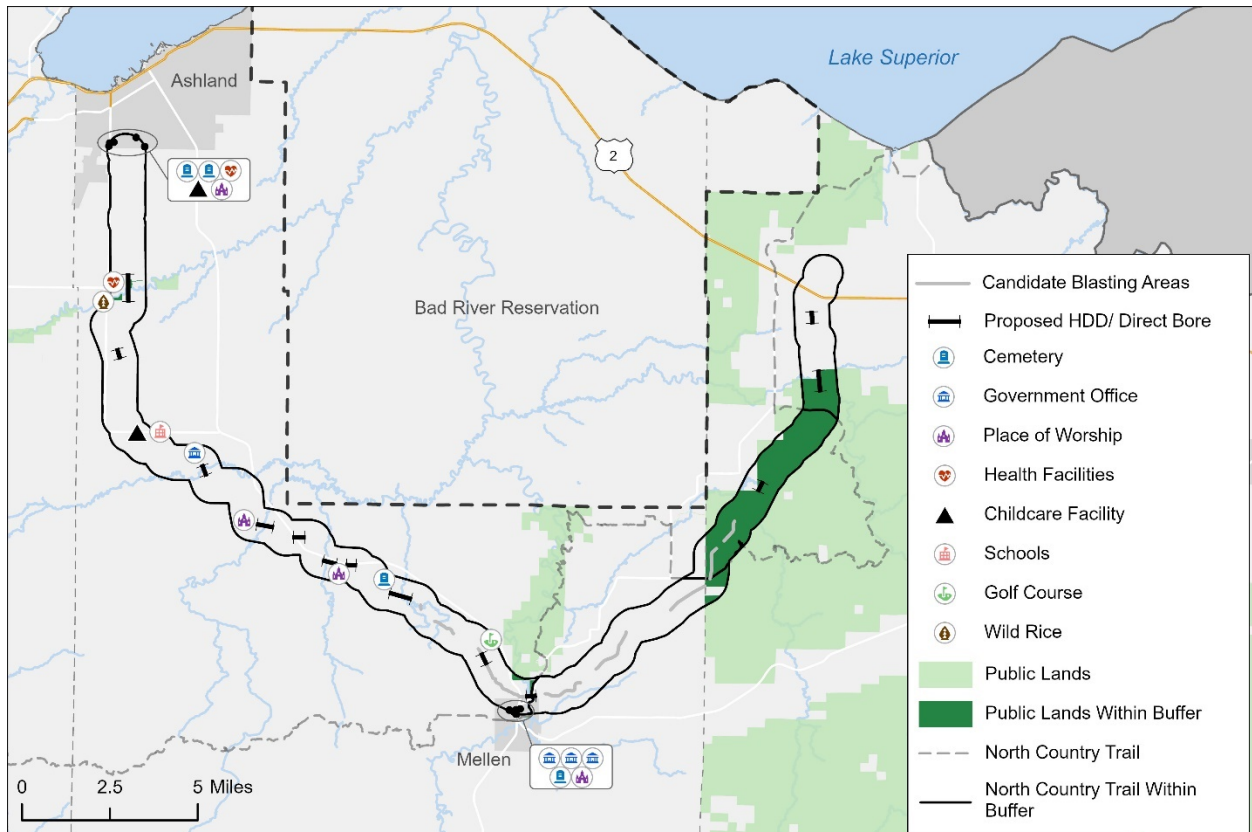 Ashland
Lake Superior
2
Bad River Reservation
Mellen
0 2.5 5 Miles
Candidate Blasting Areas
Proposed HDD/ Direct Bore
Cemetery
Government Office
Place of Worship
Health Facilities
Childcare Facility
Schools
Golf Course
Wild Rice
Public Lands
Public Lands Within Buffer
North Country Trail
North Country Trail Within
Buffer